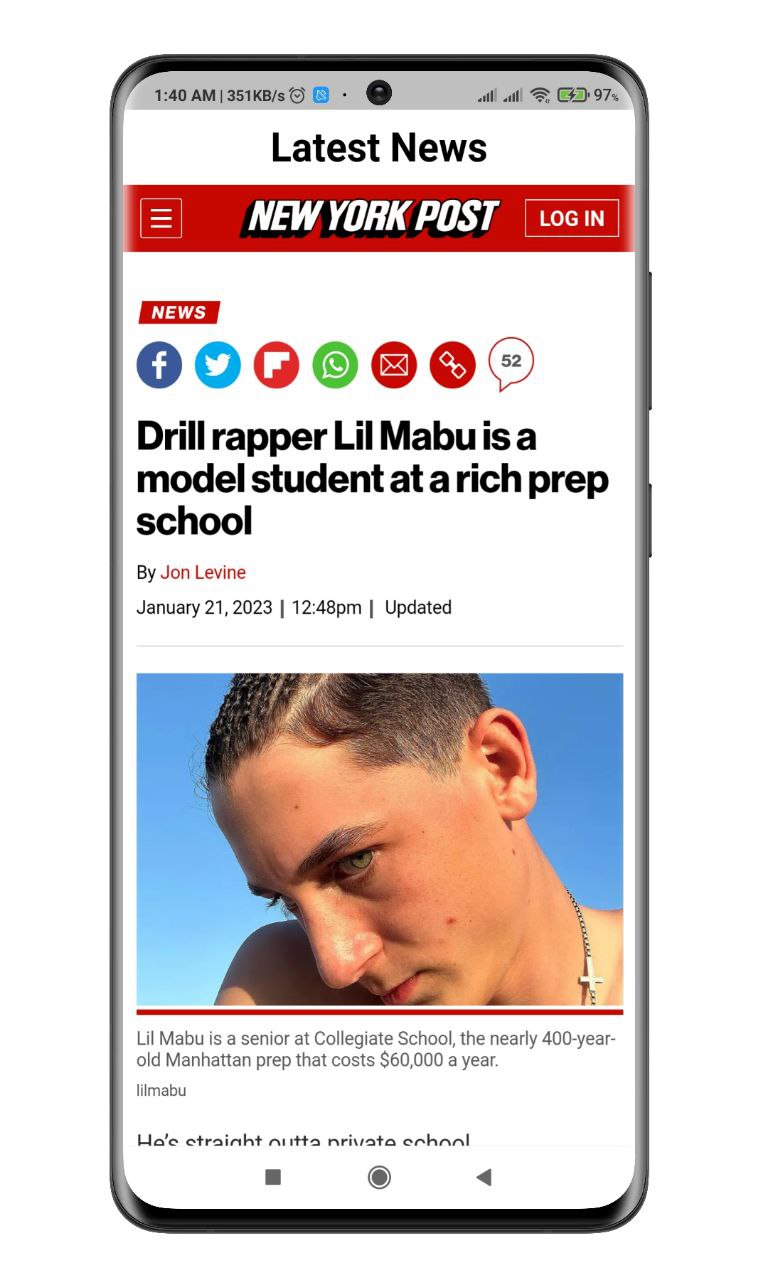 1:40 AM | 351KB/s
97%
Latest News
NEW YORK POST
LOG IN
NEWS
52
Drill rapper Lil Mabu is a
model student at a rich prep
school
By Jon Levine
January 21, 2023 | 12:48pm | Updated
Lil Mabu is a senior at Collegiate School, the nearly 400-year-
old Manhattan prep that costs $60,000 a year.
lilmabu
He’s straight outta private school